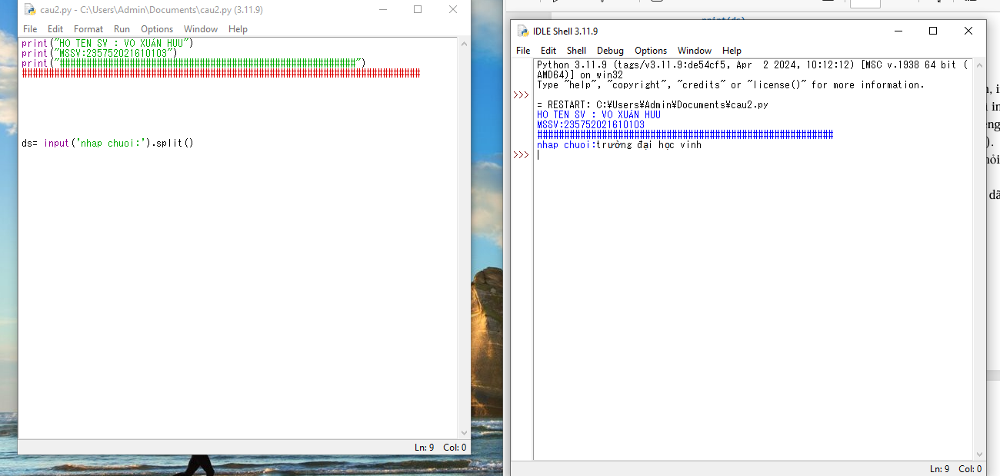 cau2.py - C:\Users\Admin\Documents\cau2.py (3.11.9)
File Edit Format Run Options Window Help
print("HO TEN SV : VO XUÁN HUU")
print("MSSV:235752021610103")
ds= input('nhap chuoi:').split()
Ln: 9 Col: 0
print(ds)
IDLE Shell 3.11.9
File Edit Shell Debug Options Window Help
Python 3.11.9 (tags/v3.11.9:de54cf5, Apr 2 2024, 10:12:12) [MSC v.1938 64 bit (
AMD64)] on win32
Type "help", "copyright", "credits" or "license()" for more information.
>>>
= RESTART: C:¥Users¥Admin¥Documents¥cau2.py
HO TEN SV : VO XUÁN HUU
MSSV:235752021610103
nhap chuoi:trường đại học vinh
>>>
Ln: 9 Col: 0